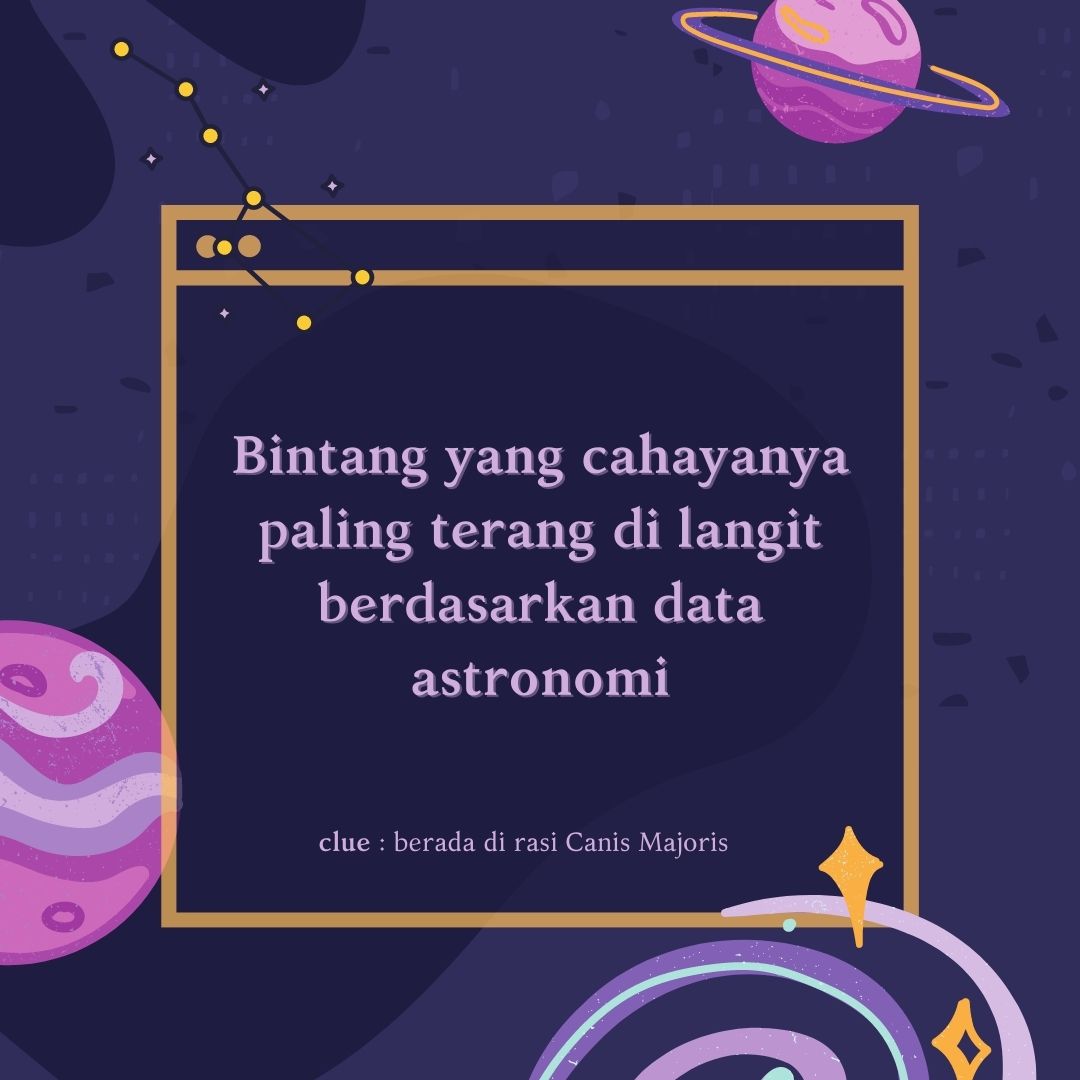 Bintang yang cahayanya
paling terang di langit
berdasarkan data
astronomi
clue : berada di rasi Canis Majoris